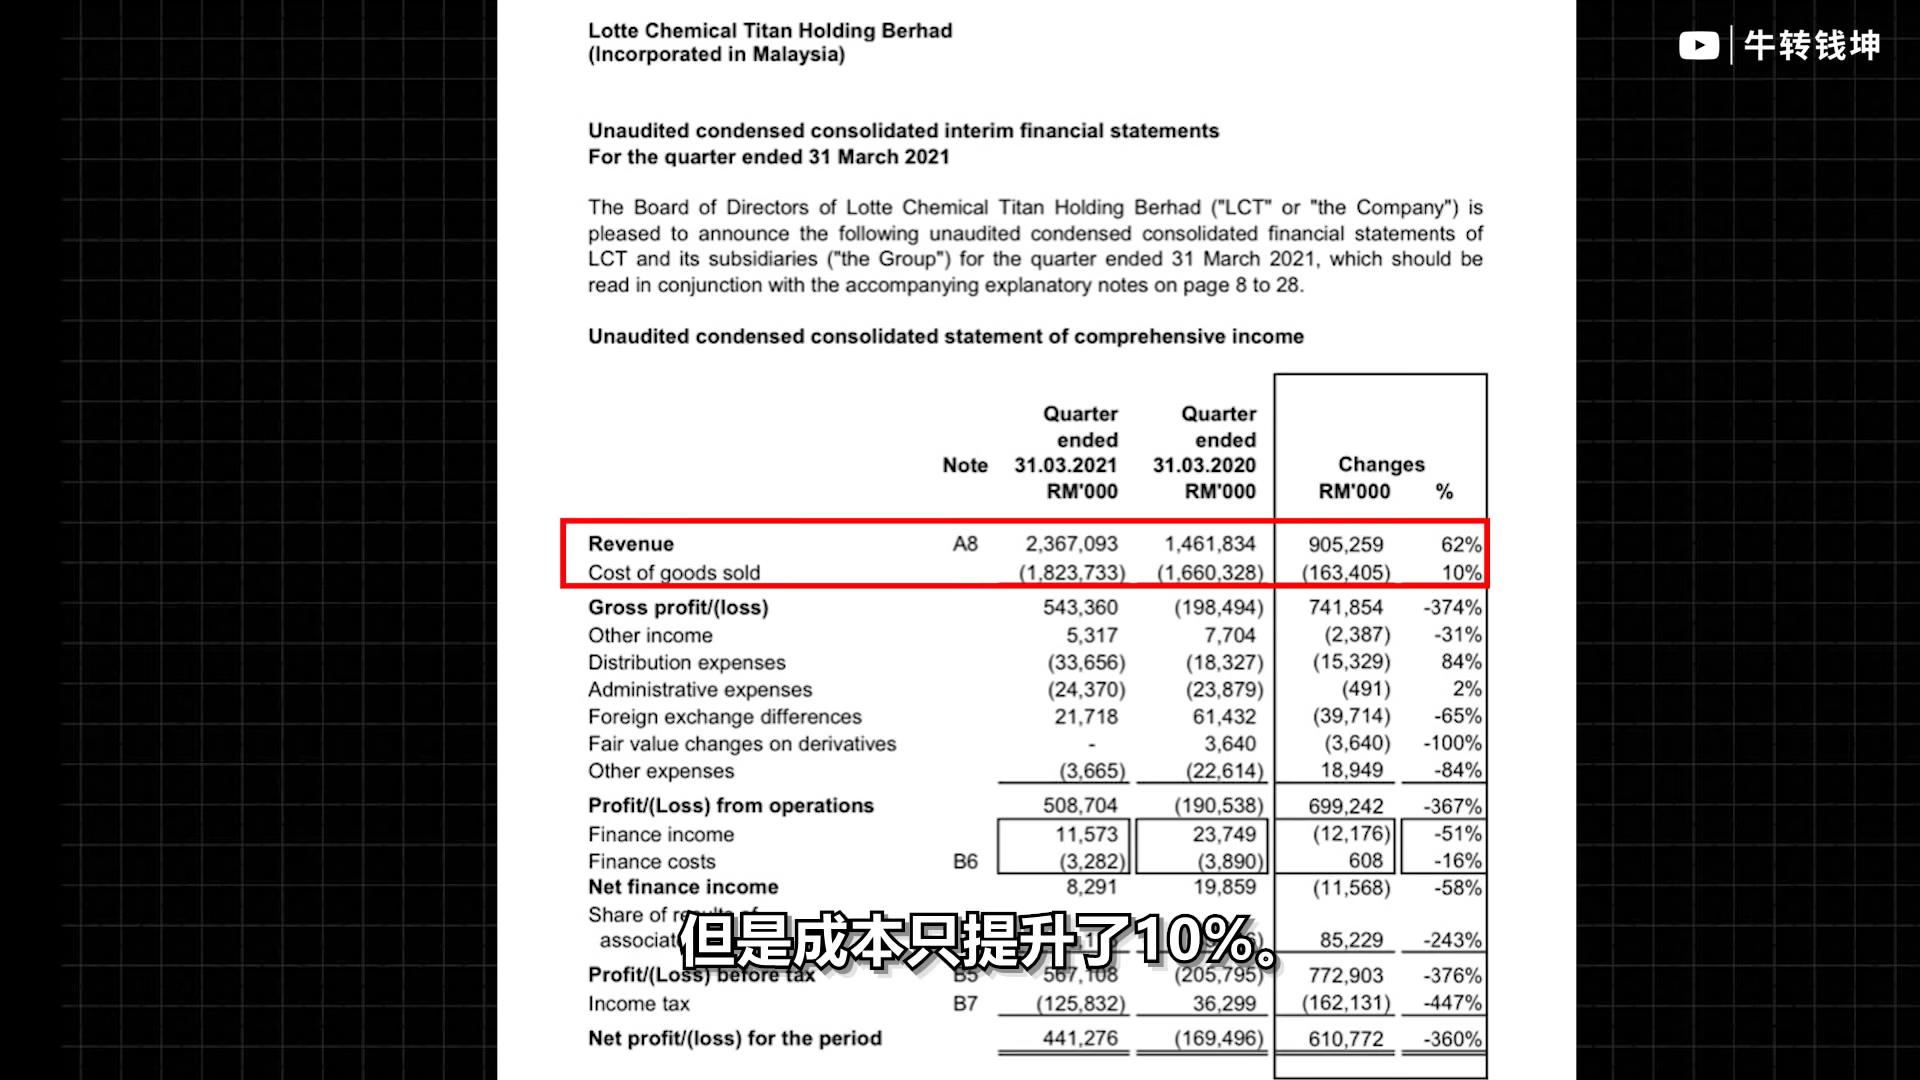 牛转钱坤
Lotte Chemical Titan Holding Berhad
(Incorporated in Malaysia)
Unaudited condensed consolidated interim financial statements
For the quarter ended 31 March 2021
The Board of Directors of Lotte Chemical Titan Holding Berhad ("LCT" or "the Company") is
pleased to announce the following unaudited condensed consolidated financial statements of
LCT and its subsidiaries ("the Group") for the quarter ended 31 March 2021, which should be
read in conjunction with the accompanying explanatory notes on page 8 to 28.
Unaudited condensed consolidated statement of comprehensive income
Quarter Quarter
ended ended
Note 31.03.2021 31.03.2020 Changes
RM'000 RM'000 RM'000 %
Revenue A8 2,367,093 1,461,834 905,259 62%
Cost of goods sold (1,823,733) (1,660,328) (163,405) 10%
Gross profit/(loss) 543,360 (198,494) 741,854 -374%
Other income 5,317 7,704 (2,387) -31%
Distribution expenses (33,656) (18,327) (15,329) 84%
Administrative expenses (24,370) (23,879) (491) 2%
Foreign exchange differences 21,718 61,432 (39,714) -65%
Fair value changes on derivatives - 3,640 (3,640) -100%
Other expenses (3,665) (22,614) 18,949 -84%
Profit/(Loss) from operations 508,704 (190,538) 699,242 -367%
Finance income 11,573 23,749 (12,176) -51%
Finance costs B6 (3,282) (3,890) 608 -16%
Net finance income 8,291 19,859 (11,568) -58%
Share of
85,229 -243%
但是成本只提升了10%。
Profit/(Loss) before tax B5 567,108 (205,795) 772,903 -376%
Income tax B7 (125,832) 36,299 (162,131) -447%
Net profit/(loss) for the period 441,276 (169,496) 610,772 -360%